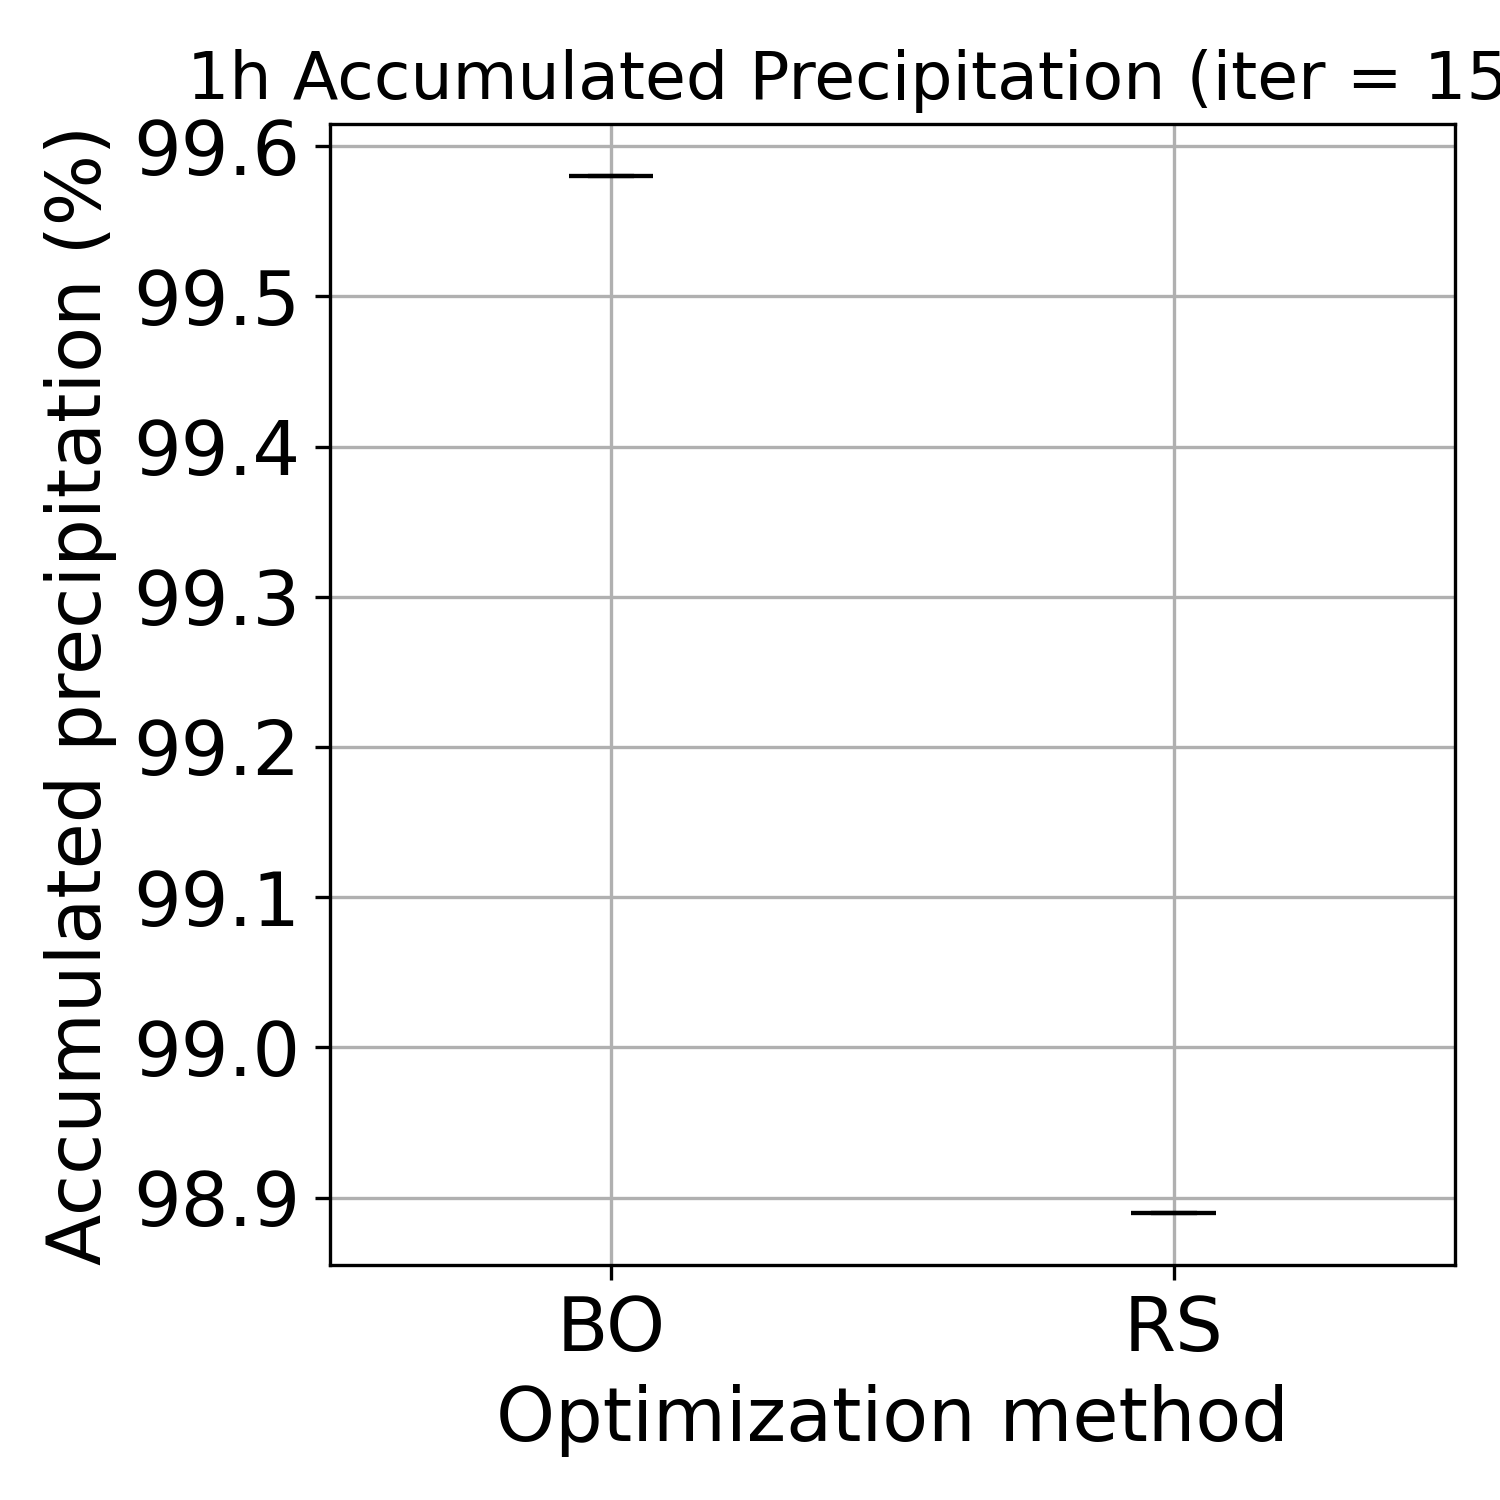 1h Accumulated Precipitation (iter = 15
Accumulated precipitation (%)
99.6
99.5
99.4
99.3
99.2
99.1
99.0
98.9
BO
RS
Optimization method